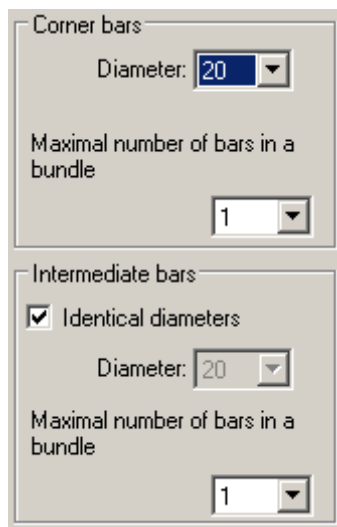 Corner bars
Diameter: 20
Maximal number of bars in a
bundle
1
Intermediate bars
Identical diameters
Diameter: 20
Maximal number of bars in a
bundle
1